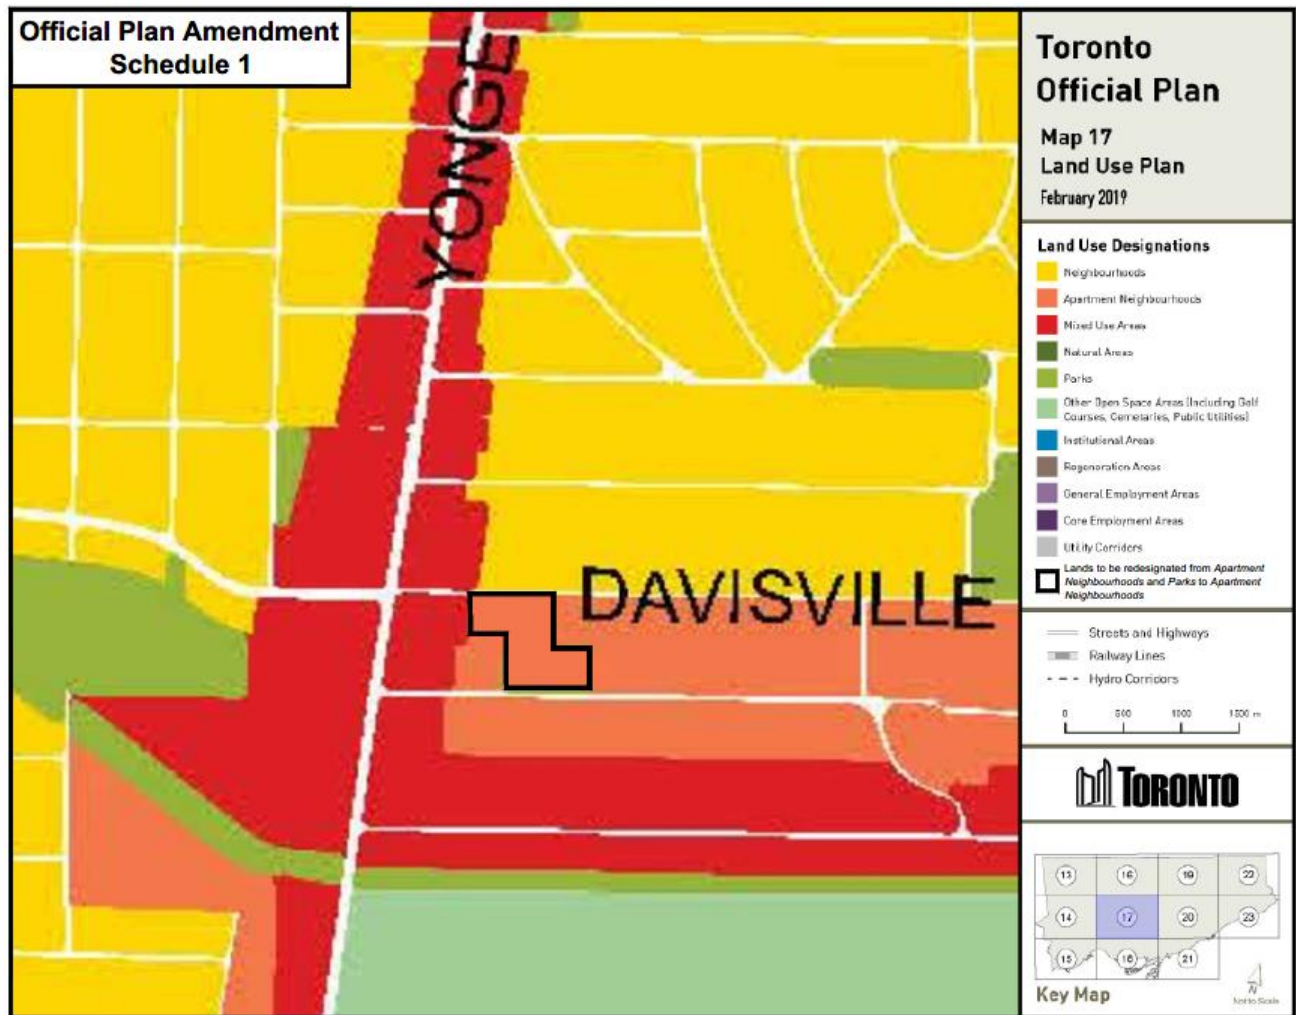 Official Plan Amendment
Schedule 1
YONGE
DAVISVILLE
Toronto
Official Plan
Map 17
Land Use Plan
February 2019
Land Use Designations
Neighbourhoods
Apartment Neighbourhoods
Mixed Use Areas
Natural Areas
Parks
Other Open Space Areas (Including Golf
Courses, Cemetaries, Public Utilities)
Institutional Areas
Regeneration Areas
General Employment Areas
Core Employment Areas
Utility Corridors
Lands to be redesignated from Apartment
Neighbourhoods and Parks to Apartment
Neighbourhoods
Streets and Highways
Railway Lines
Hydro Corridors
0 500 1000 1500 m
TORONTO
13 16 19 22
14 17 20 23
15 18 21
Key Map
N
Not to Scale